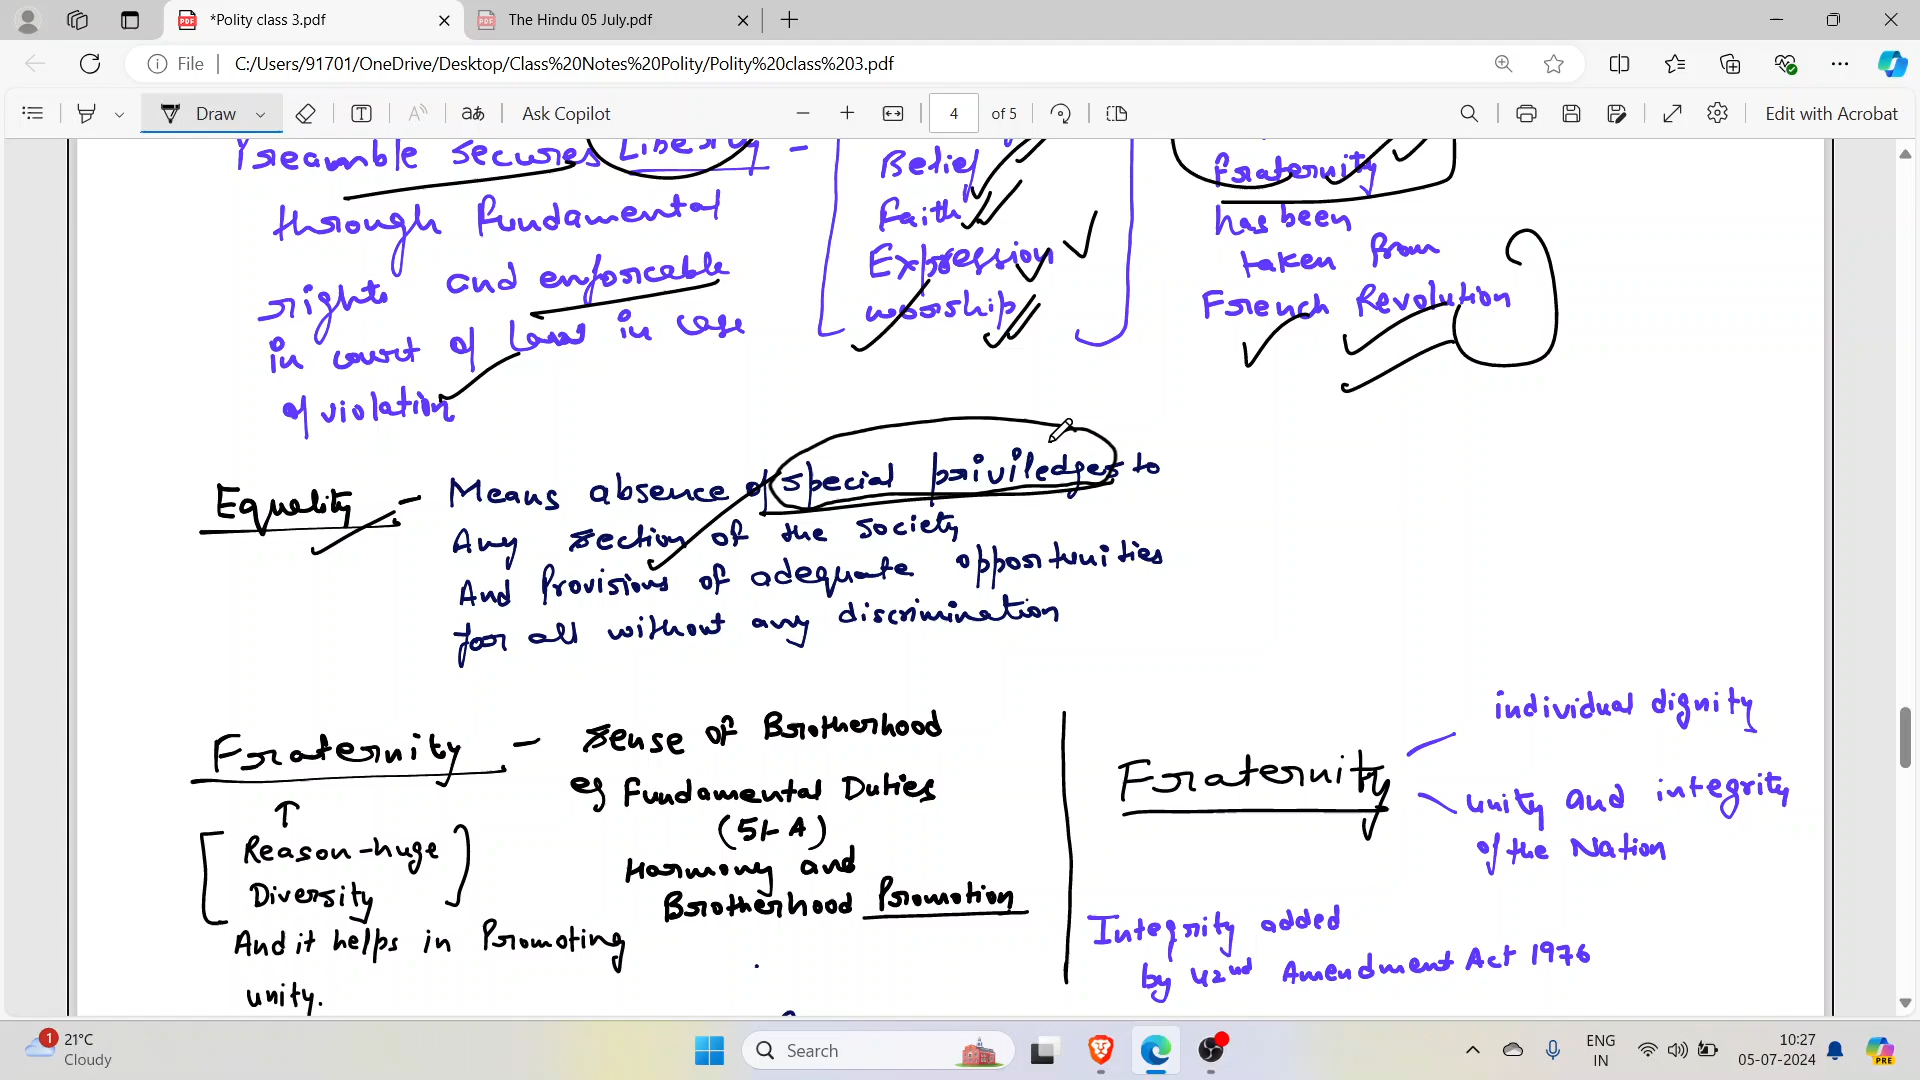 *Polity class 3.pdf
The Hindu 05 July.pdf
File
C:/Users/91701/OneDrive/Desktop/Class%20Notes%20Polity/Polity%20class%203.pdf
Draw
Ask Copilot
4 of 5
Edit with Acrobat
Preamble secures Liberty -
through Fundamental
rights and enforcable
in court of Law in case
of violation
Belief
Faith
Expression
worship
Fraternity
has been
taken from
French Revolution
Equality - Means absence of special priviledges to
Any section of the society
And Provisions of adequate opportunities
for all without any discrimination
Fraternity - Sense of Brotherhood
eg Fundamental Duties
(51-A)
Harmony and
Brotherhood Promotion
Reason-huge
Diversity
And it helps in Promoting
unity.
Fraternity
individual dignity
unity and integrity
of the Nation
Integrity added
by 42nd Amendment Act 1976
1
21°C
Cloudy
Search
ENG
IN
10:27
05-07-2024
PRE